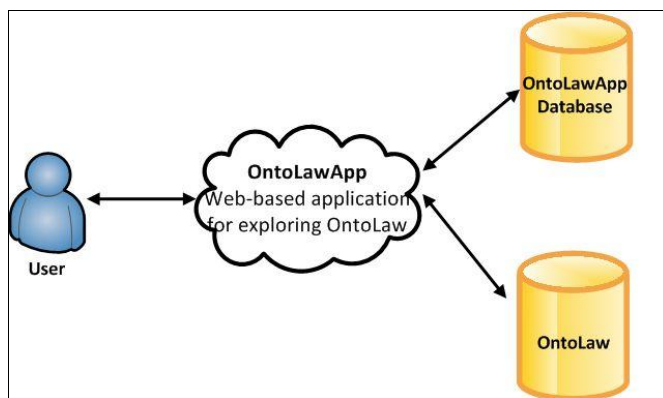 User
OntoLawApp
Web-based application
for exploring OntoLaw
OntoLawApp
Database
OntoLaw